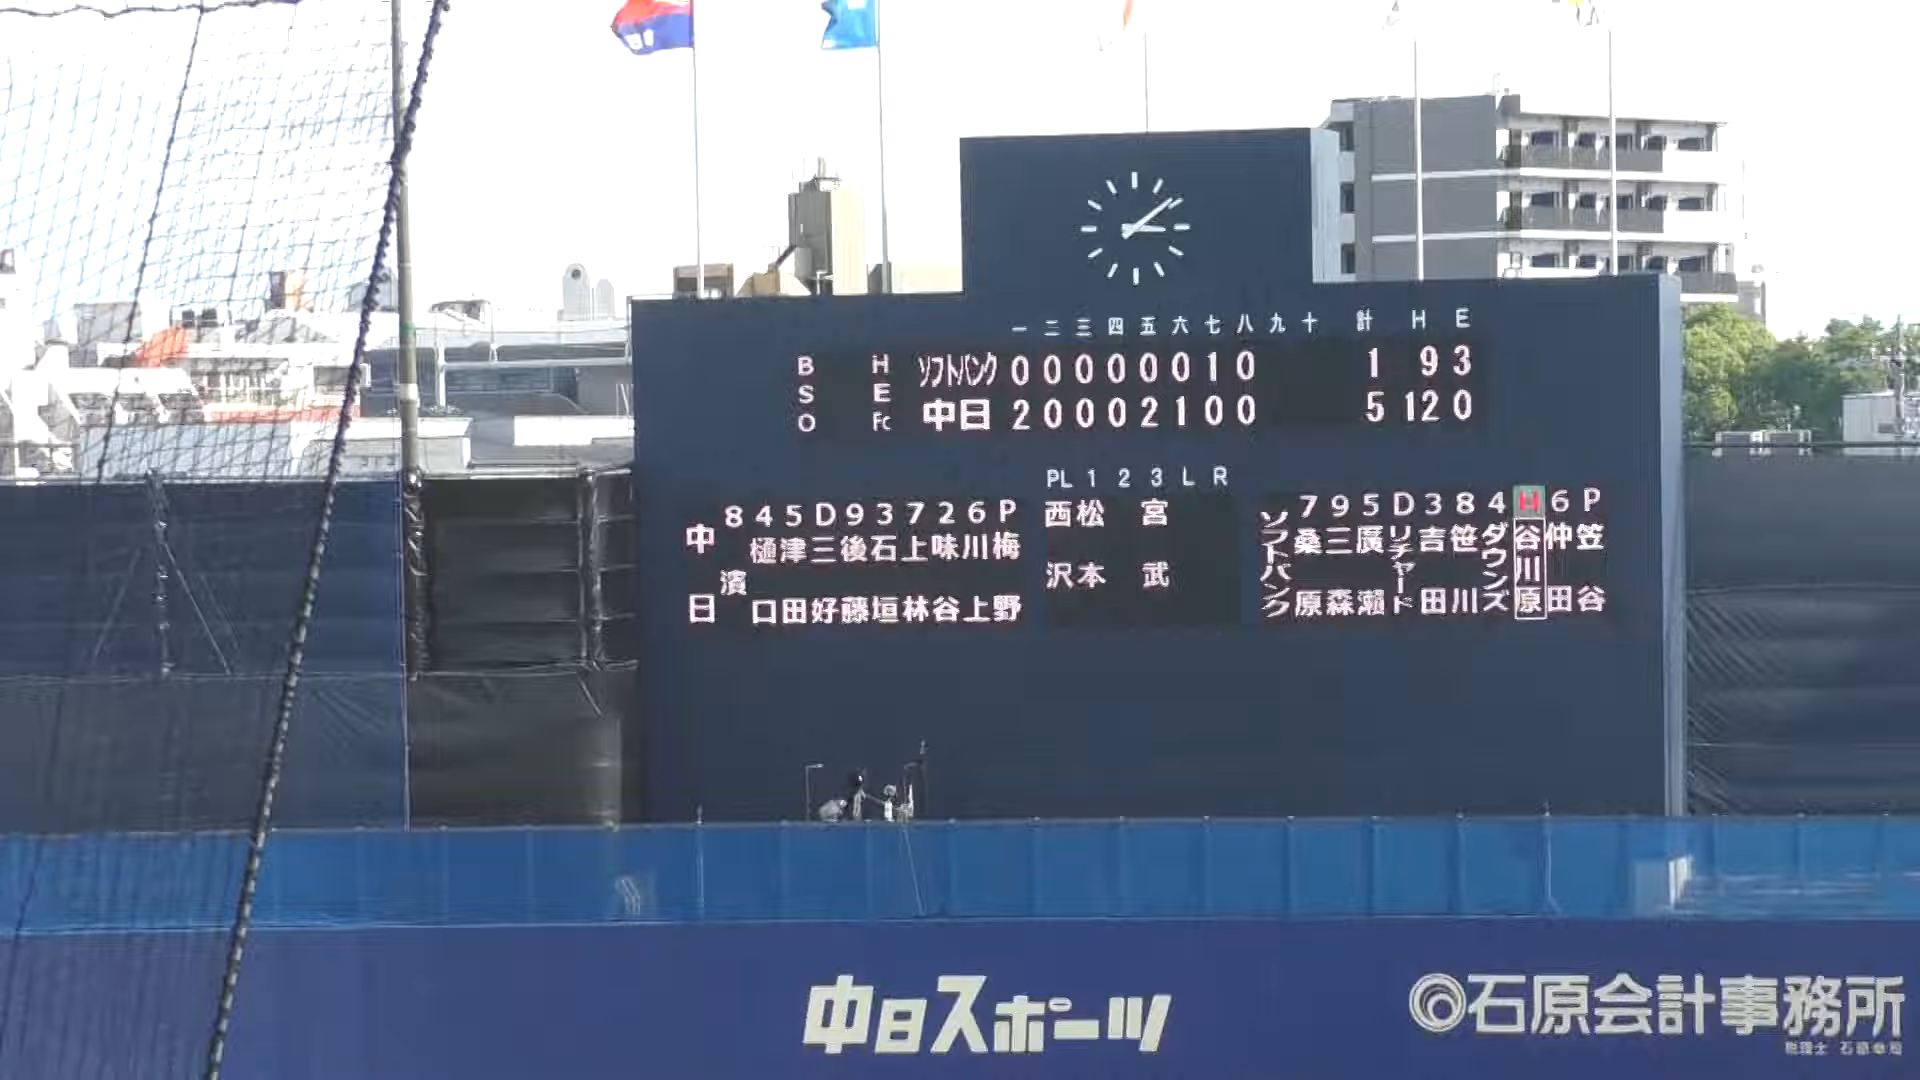 一 二 三 四 五 六 七 八 九 十 計 H E
B H ソフトバンク 0 0 0 0 0 0 1 0 1 9 3
S E
O Fc 中日 2 0 0 0 2 1 0 0 5 12 0
PL 1 2 3 L R
中日
8 濱
4 樋口
5 津田
D 三好
9 後藤
3 石垣
7 上林
2 味谷
6 川上
P 梅野
西沢 松本 宮武
ソフトバンク
7 桑原
9 三森
5 廣瀨
D リチャード
3 吉田
8 笹川
4 ダウンズ
H 谷川原
6 仲田
P 笠谷
中日スポーツ
石原会計事務所